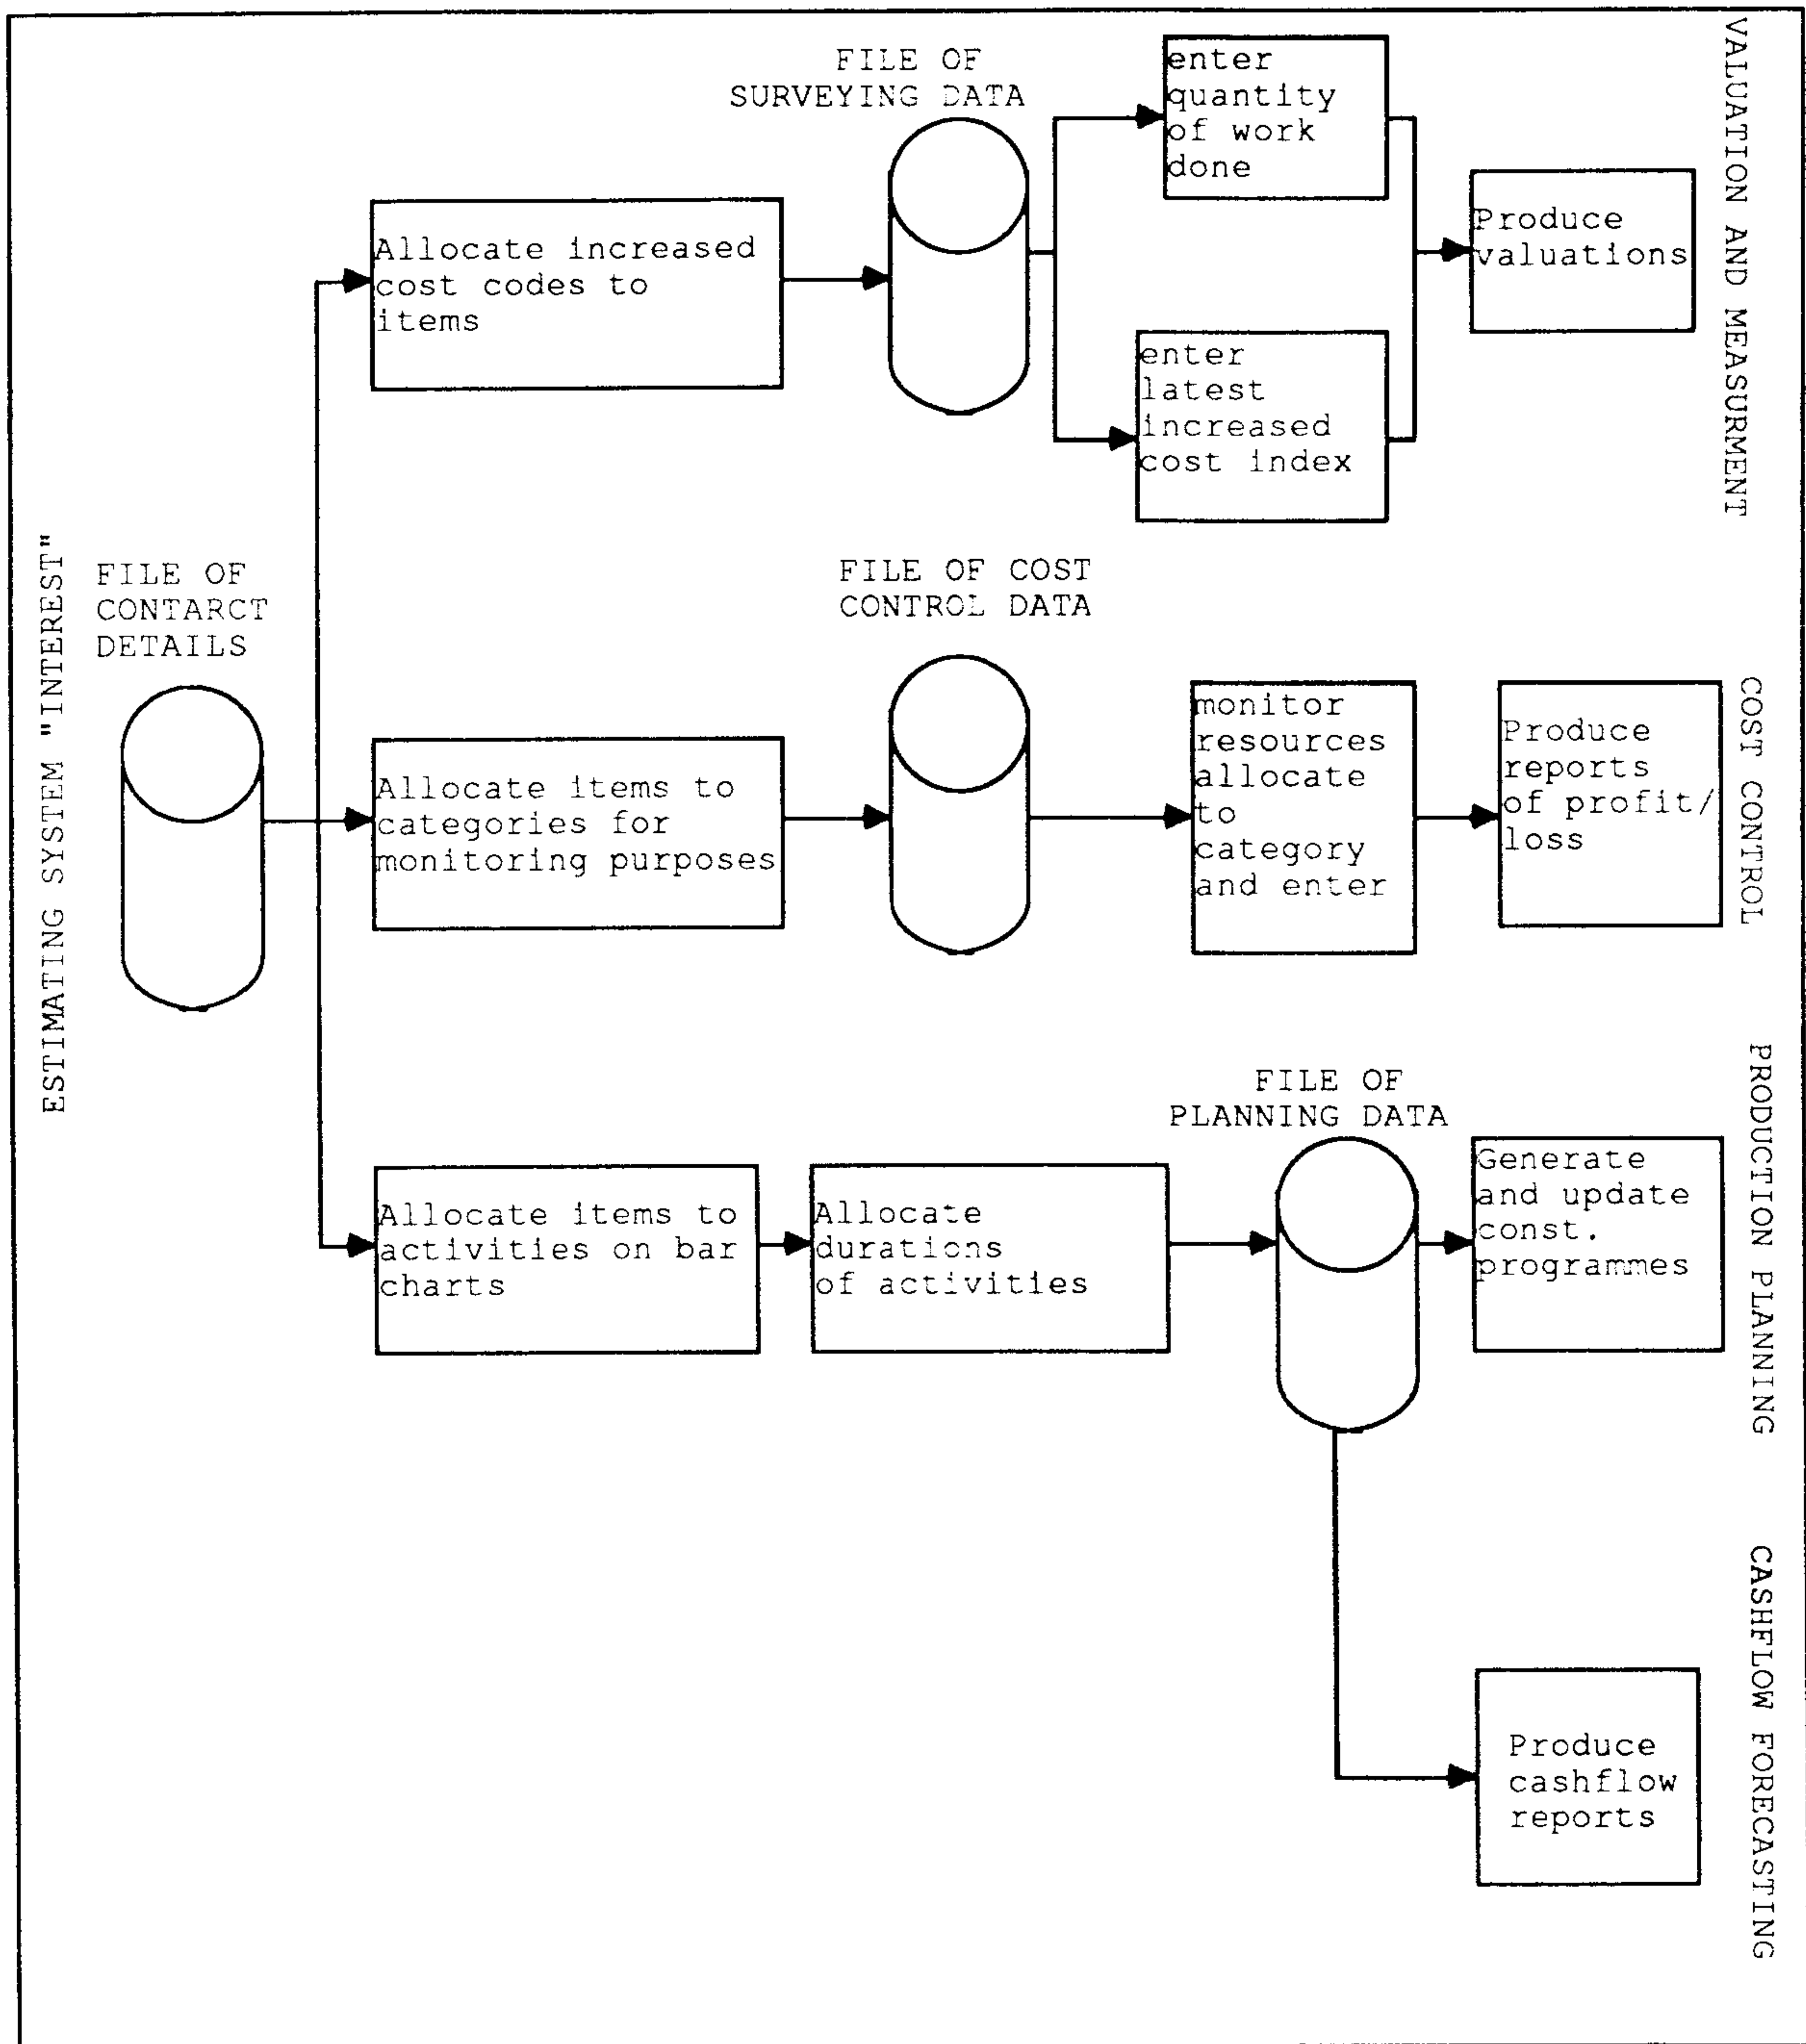 ESTIMATING SYSTEM "INTEREST"
FILE OF
CONTARCT
DETAILS
Allocate increased
cost codes to
items
FILE OF
SURVEYING DATA
enter
quantity
of work
done
enter
latest
increased
cost index
Produce
valuations
VALUATION AND MEASURMENT
Allocate items to
categories for
monitoring purposes
FILE OF COST
CONTROL DATA
monitor
resources
allocate
to
category
and enter
Produce
reports
of profit/
loss
COST CONTROL
Allocate items to
activities on bar
charts
Allocate
durations
of activities
FILE OF
PLANNING DATA
Generate
and update
const.
programmes
PRODUCTION PLANNING
Produce
cashflow
reports
CASHFLOW FORECASTING